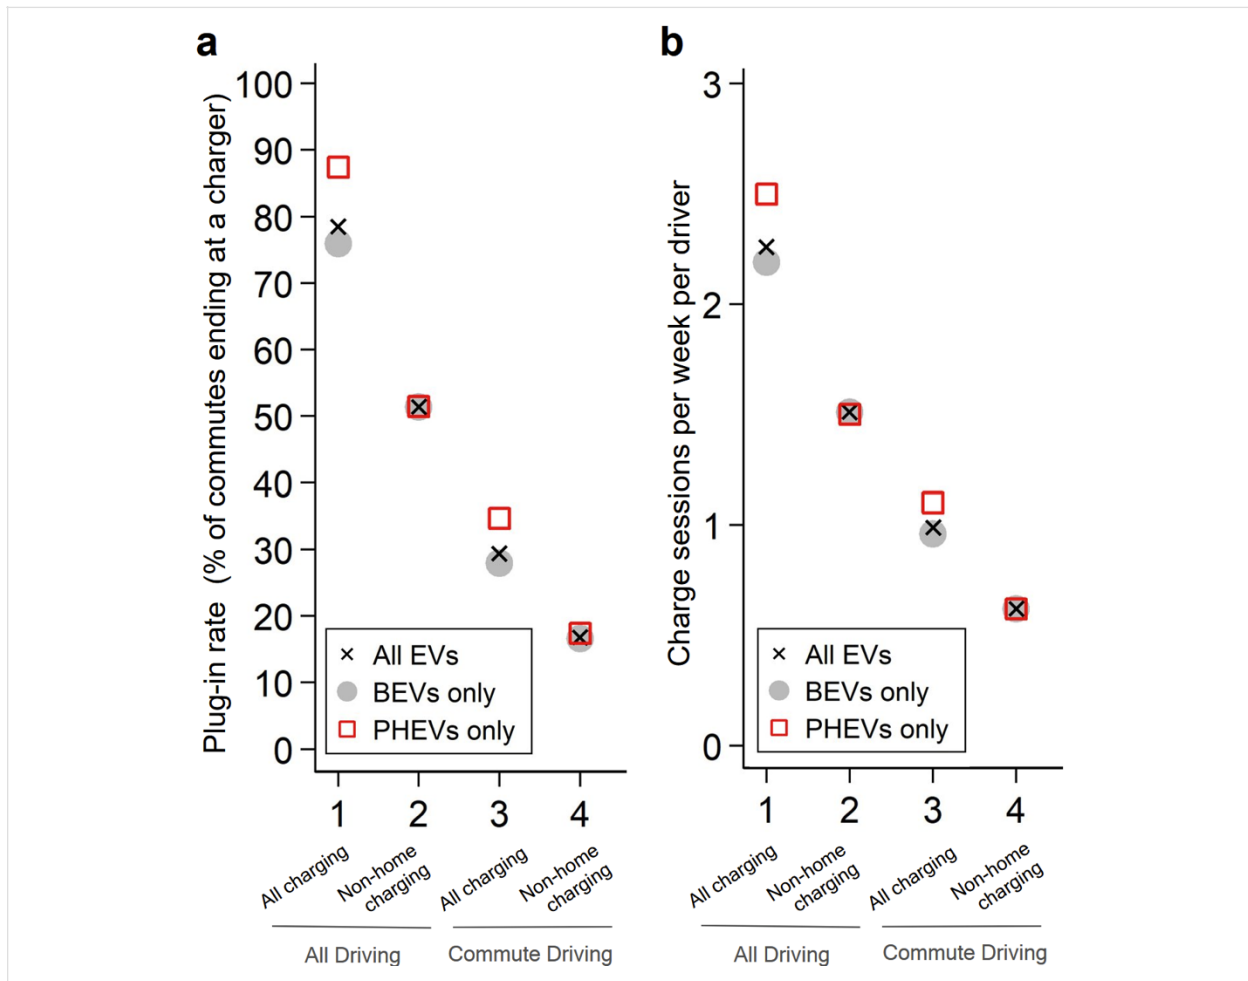 a
Plug-in rate (% of commutes ending at a charger)
100
90
80
70
60
50
40
30
20
10
0
× All EVs
BEVs only
PHEVs only
1 2 3 4
All charging
Non-home
charging
All charging
Non-home
charging
All Driving
Commute Driving
b
Charge sessions per week per driver
3
2
1
0
× All EVs
BEVs only
PHEVs only
1 2 3 4
All charging
Non-home
charging
All charging
Non-home
charging
All Driving
Commute Driving